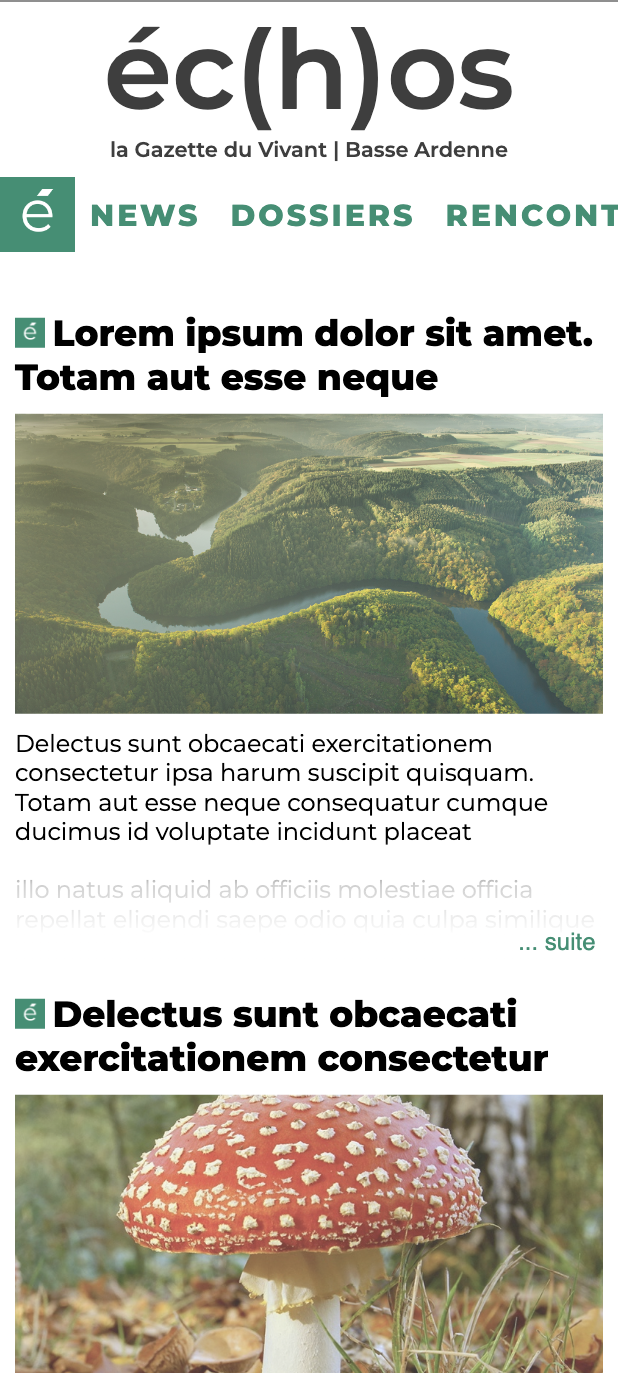 éc(h)os
la Gazette du Vivant | Basse Ardenne
é NEWS DOSSIERS RENCONT
é Lorem ipsum dolor sit amet.
Totam aut esse neque
Delectus sunt obcaecati exercitationem
consectetur ipsa harum suscipit quisquam.
Totam aut esse neque consequatur cumque
ducimus id voluptate incidunt placeat
illo natus aliquid ab officiis molestiae officia
repellat eligendi saepe odio quia culpa similique
... suite
é Delectus sunt obcaecati
exercitationem consectetur